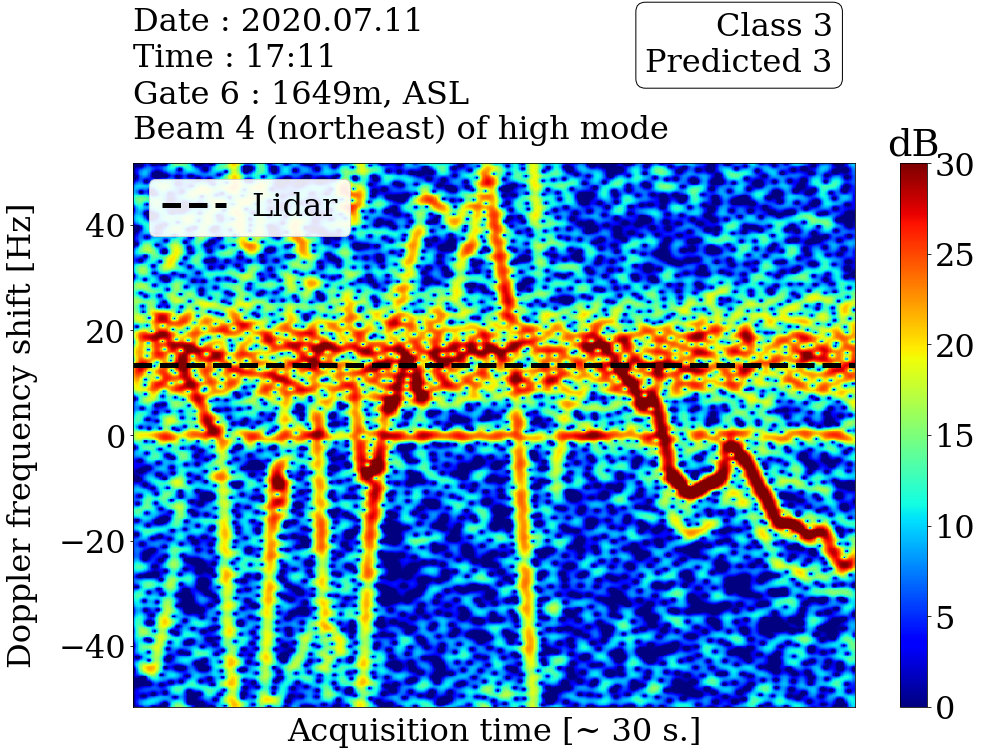 Date : 2020.07.11
Time : 17:11
Gate 6 : 1649m, ASL
Beam 4 (northeast) of high mode
Class 3
Predicted 3
dB
Lidar
Doppler frequency shift [Hz]
40
20
0
−20
−40
30
25
20
15
10
5
0
Acquisition time [~ 30 s.]